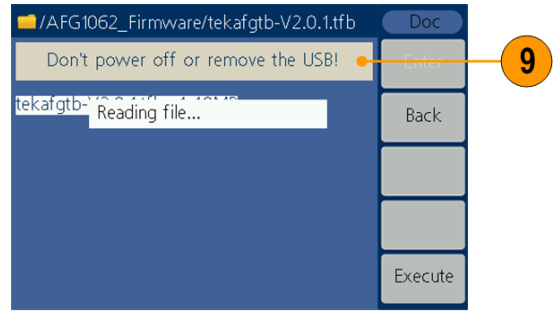 /AFG1062_Firmware/tekafgtb-V2.0.1.tfb
Doc
Don't power off or remove the USB!
Enter
9
tekafgtb-
Reading file...
Back
Execute